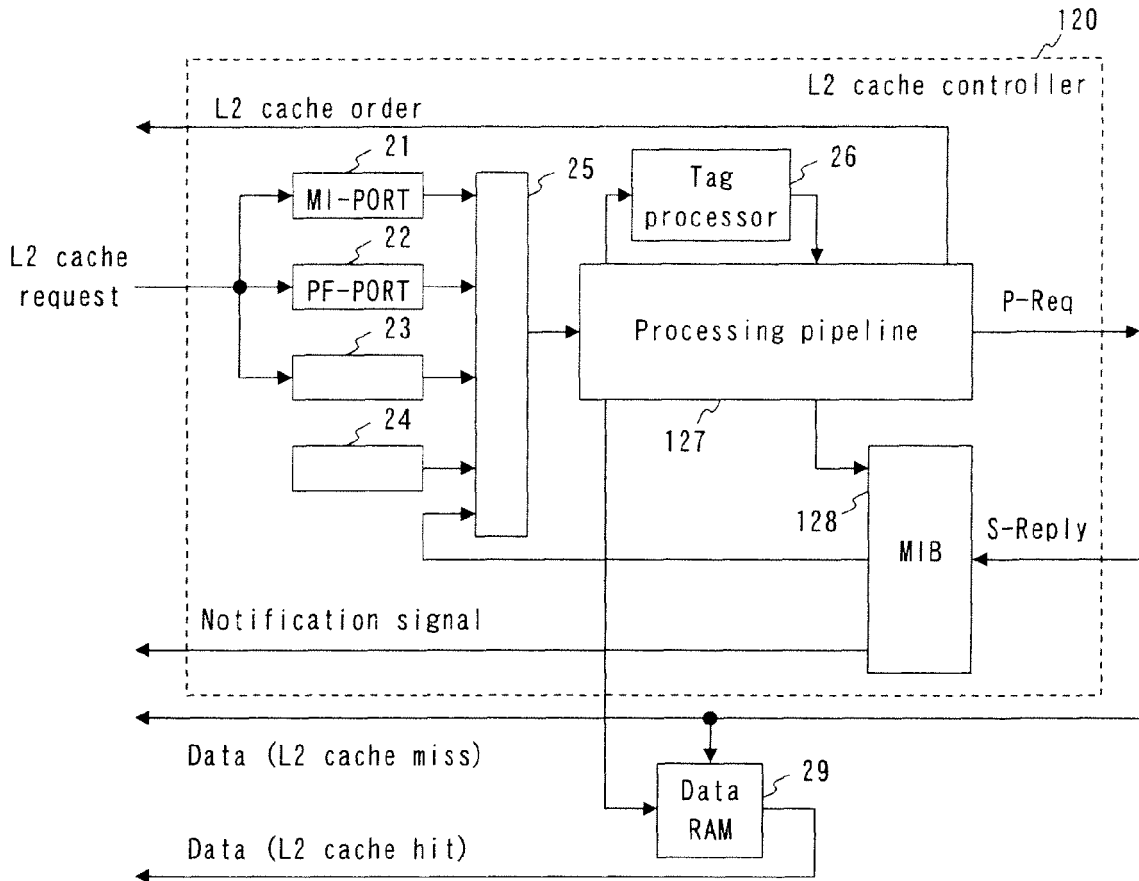 120
L2 cache controller
L2 cache order
21
MI-PORT
25
Tag
processor
26
22
PF-PORT
L2 cache
request
Processing pipeline
P-Req
23
24
127
128
MIB
S-Reply
Notification signal
Data (L2 cache miss)
Data
RAM
29
Data (L2 cache hit)